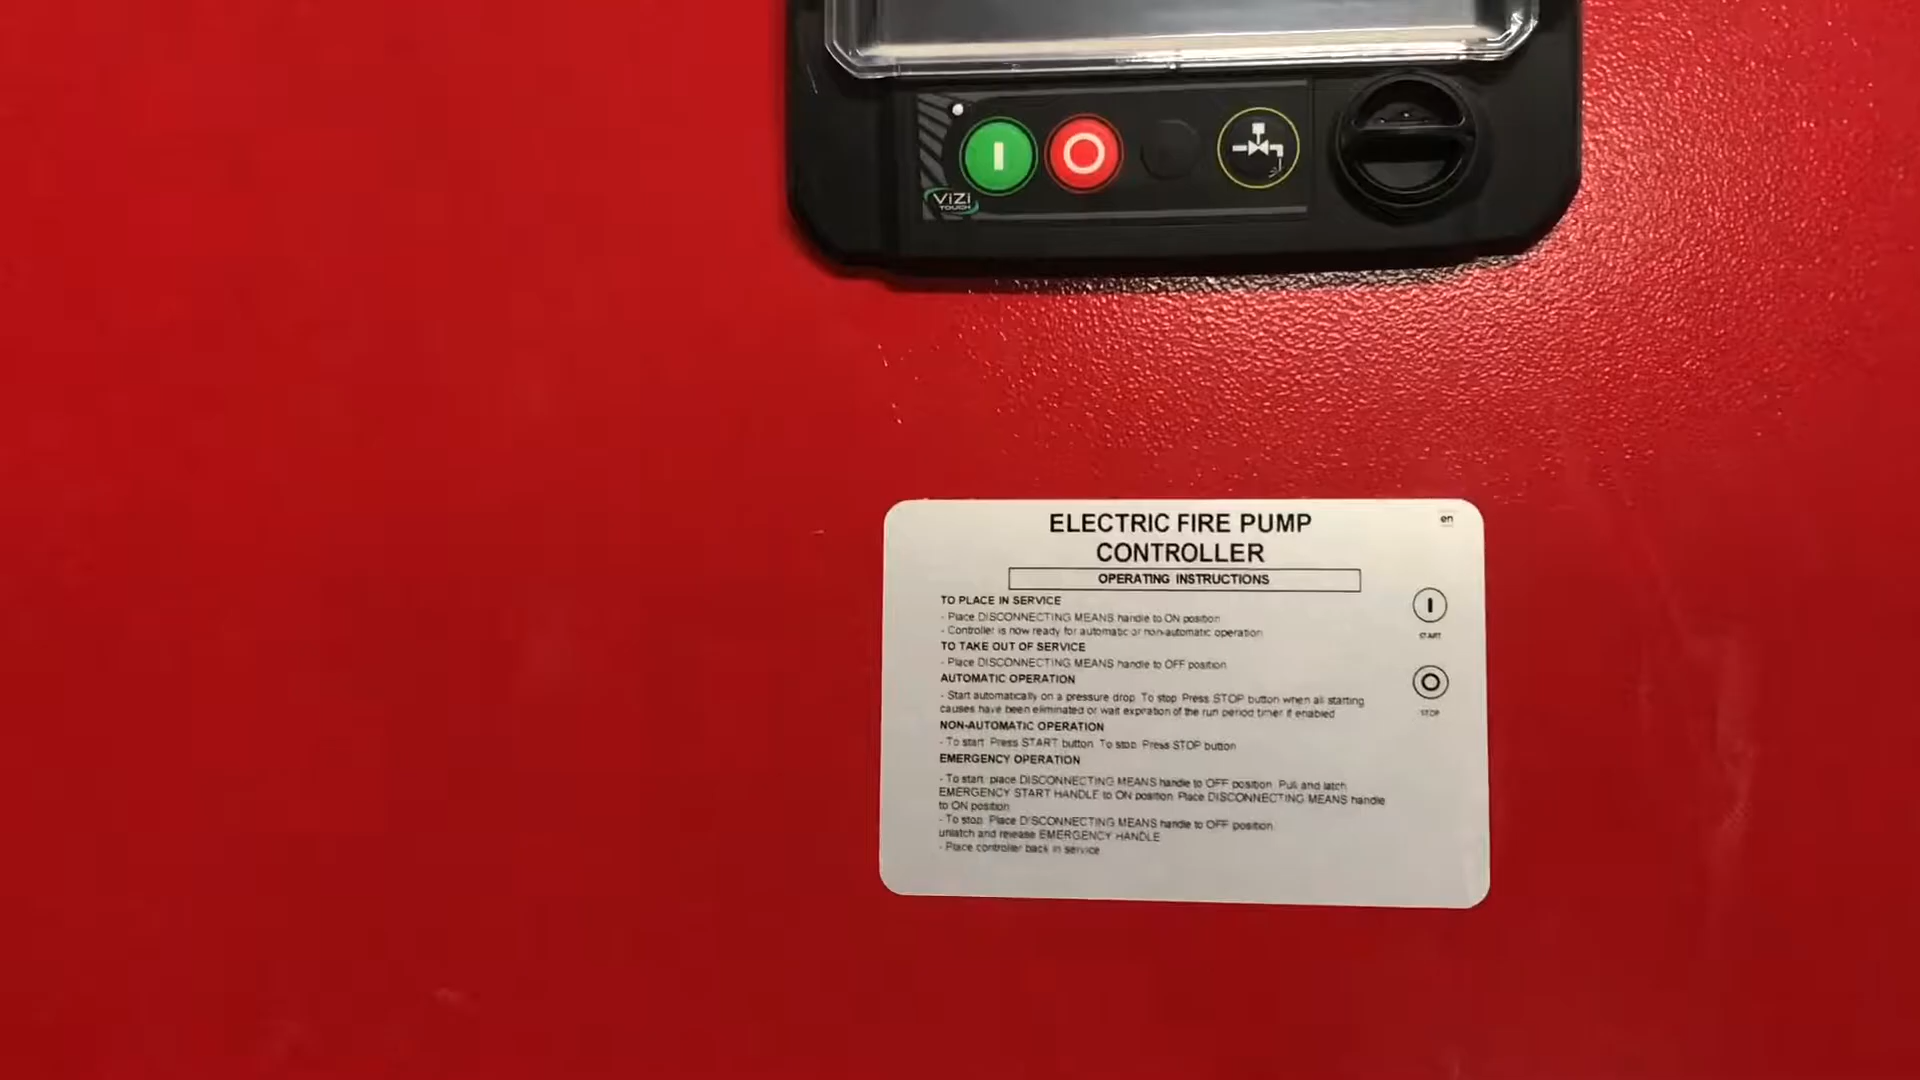 ViZi
TOUCH
ELECTRIC FIRE PUMP
en
CONTROLLER
OPERATING INSTRUCTIONS
TO PLACE IN SERVICE
- Place DISCONNECTING MEANS handle to ON position
- Controller is now ready for automatic or non-automatic operation
START
TO TAKE OUT OF SERVICE
- Place DISCONNECTING MEANS handle to OFF position
AUTOMATIC OPERATION
- Start automatically on a pressure drop. To stop: Press STOP button when all starting
causes have been eliminated or wait expiration of the run period timer if enabled
STOP
NON-AUTOMATIC OPERATION
- To start: Press START button. To stop: Press STOP button
EMERGENCY OPERATION
- To start: place DISCONNECTING MEANS handle to OFF position. Pull and latch
EMERGENCY START HANDLE to ON position. Place DISCONNECTING MEANS handle
to ON position
- To stop: Place DISCONNECTING MEANS handle to OFF position,
unlatch and release EMERGENCY HANDLE
- Place controller back in service